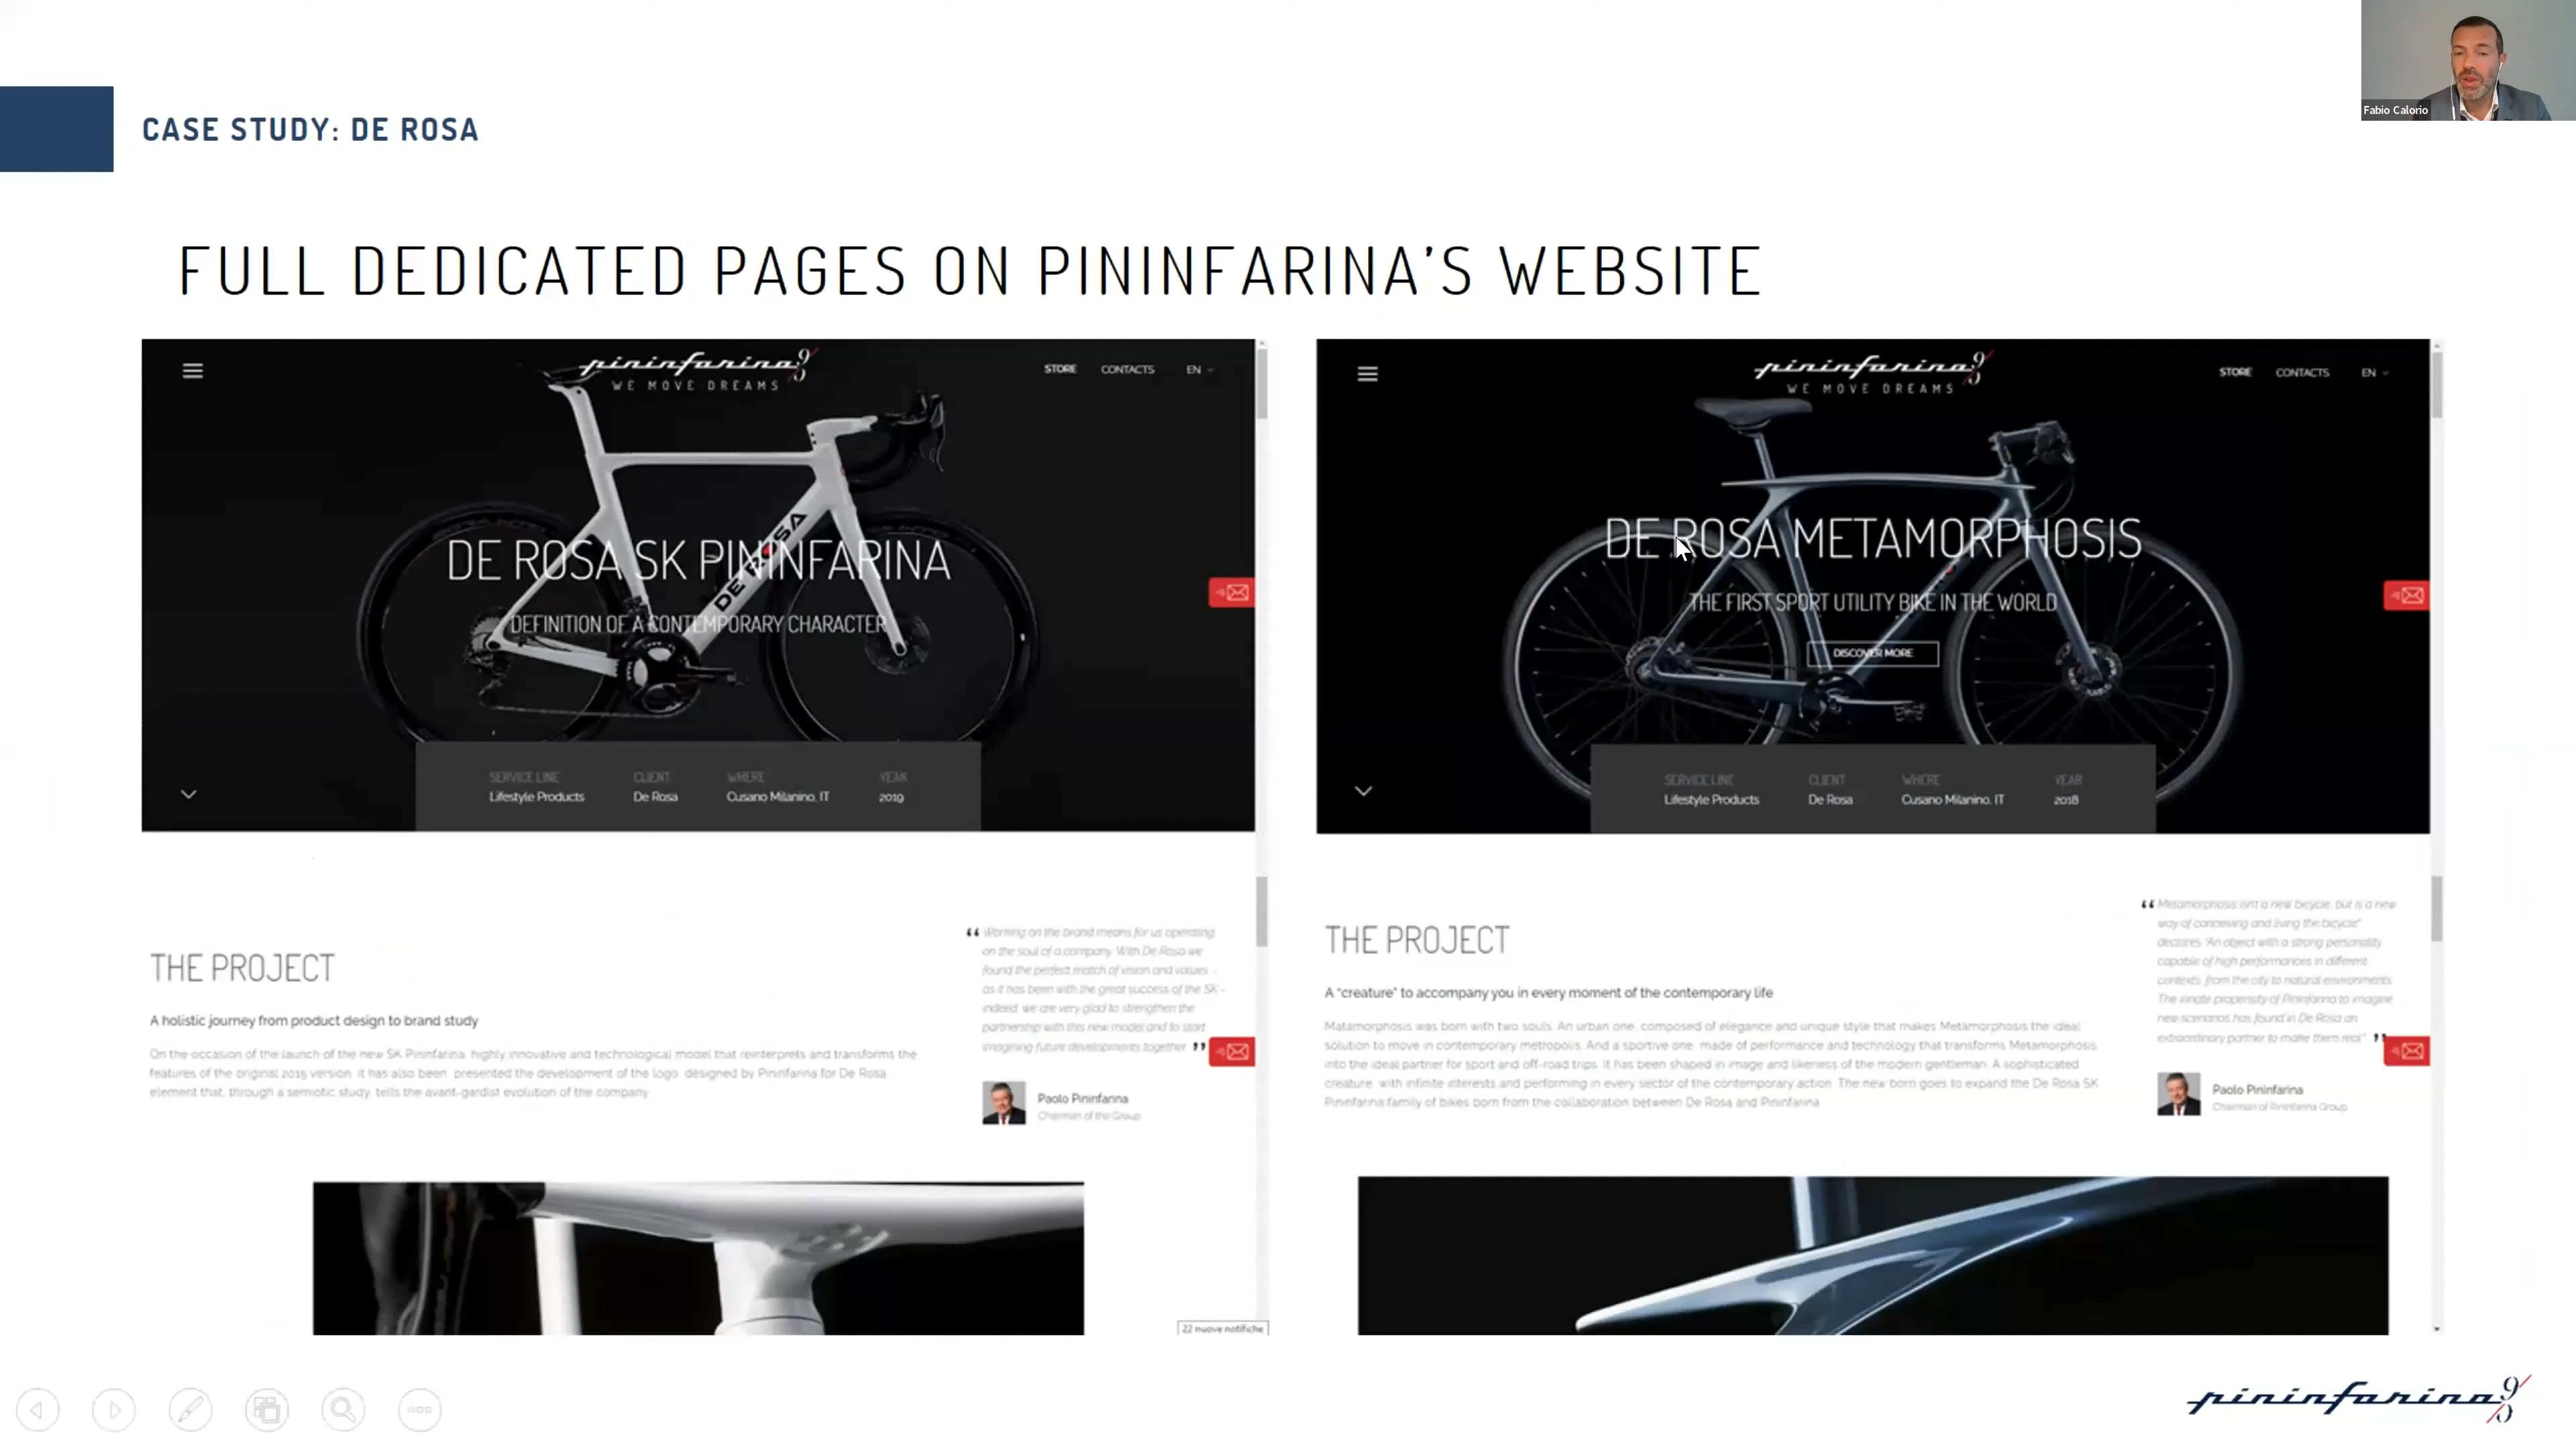 Fabio Calorio
CASE STUDY: DE ROSA
FULL DEDICATED PAGES ON PININFARINA'S WEBSITE
pininfarina 9/5
WE MOVE DREAMS
STORE CONTACTS EN
DE ROSA
DE ROSA SK PININFARINA
DEFINITION OF A CONTEMPORARY CHARACTER
SERVICE LINE CLIENT WHERE YEAR
Lifestyle Products De Rosa Cusano Milanino, IT 2019
THE PROJECT
A holistic journey from product design to brand study
On the occasion of the launch of the new SK Pininfarina, highly innovative and technological model that reinterprets and transforms the
features of the original 2015 version, it has also been presented the development of the logo, designed by Pininfarina for De Rosa,
element that, through a semiotic study, tells the avant-gardist evolution of the company
“ Working on the brand means for us operating
on the soul of a company. With De Rosa we
found the perfect match of vision and values -
as it has been with the great success of the SK -
indeed, we are very glad to strengthen the
partnership with this new model and to start
imagining future developments together ”
Paolo Pininfarina
Chairman of the Group
22 nuove notifiche
pininfarina 9/5
WE MOVE DREAMS
STORE CONTACTS EN
DE ROSA METAMORPHOSIS
THE FIRST SPORT UTILITY BIKE IN THE WORLD
DISCOVER MORE
SERVICE LINE CLIENT WHERE YEAR
Lifestyle Products De Rosa Cusano Milanino, IT 2018
THE PROJECT
A "creature" to accompany you in every moment of the contemporary life
Matamorphosis was born with two souls. An urban one, composed of elegance and unique style that makes Metamorphosis the ideal
solution to move in contemporary metropolis. And a sportive one, made of performance and technology that transforms Metamorphosis
into the ideal partner for sport and off-road trips. It has been shaped in image and likeness of the modern gentleman. A sophisticated
creature, with infinite interests and performing in every sector of the contemporary action. The new born goes to expand the De Rosa SK
Pininfarina family of bikes born from the collaboration between De Rosa and Pininfarina.
“ Metamorphosis isn't a new bicycle, but is a new
way of conceiving and living the bicycle"
declares "An object with a strong personality
capable of high performances in different
contexts, from the city to natural environments.
The innate propensity of Pininfarina to imagine
new scenarios has found in De Rosa an
extraordinary partner to make them real" ”
Paolo Pininfarina
Chairman of Pininfarina Group
pininfarina 9/5